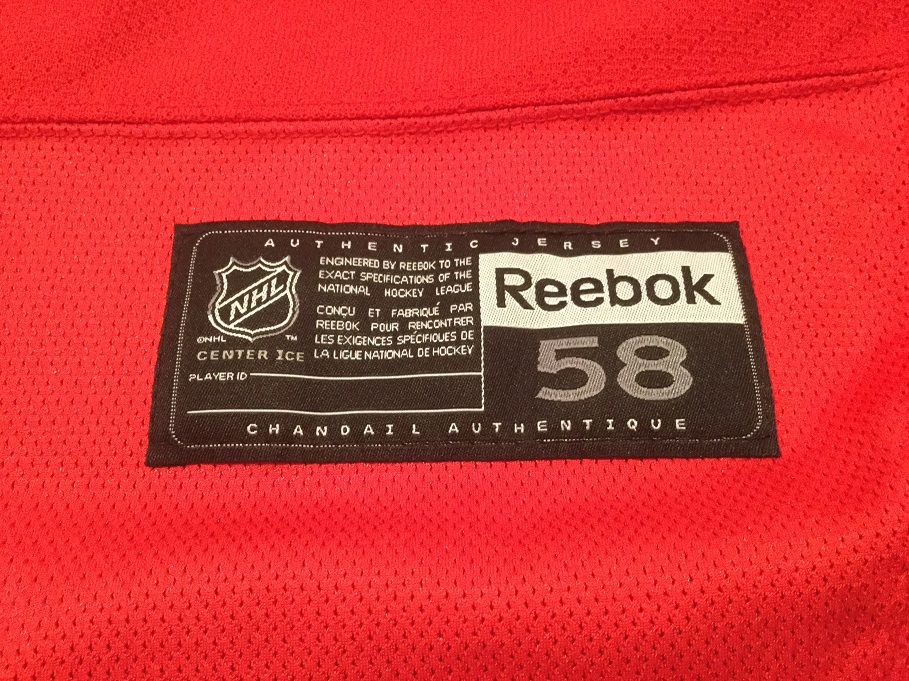 AUTHENTIC JERSEY
NHL
©NHL ™
CENTER ICE
ENGINEERED BY REEBOK TO THE
EXACT SPECIFICATIONS OF THE
NATIONAL HOCKEY LEAGUE
CONÇU ET FABRIQUÉ PAR
REEBOK POUR RENCONTRER
LES EXIGENCES SPÉCIFIQUES DE
LA LIGUE NATIONAL DE HOCKEY
Reebok
58
PLAYER ID
CHANDAIL AUTHENTIQUE